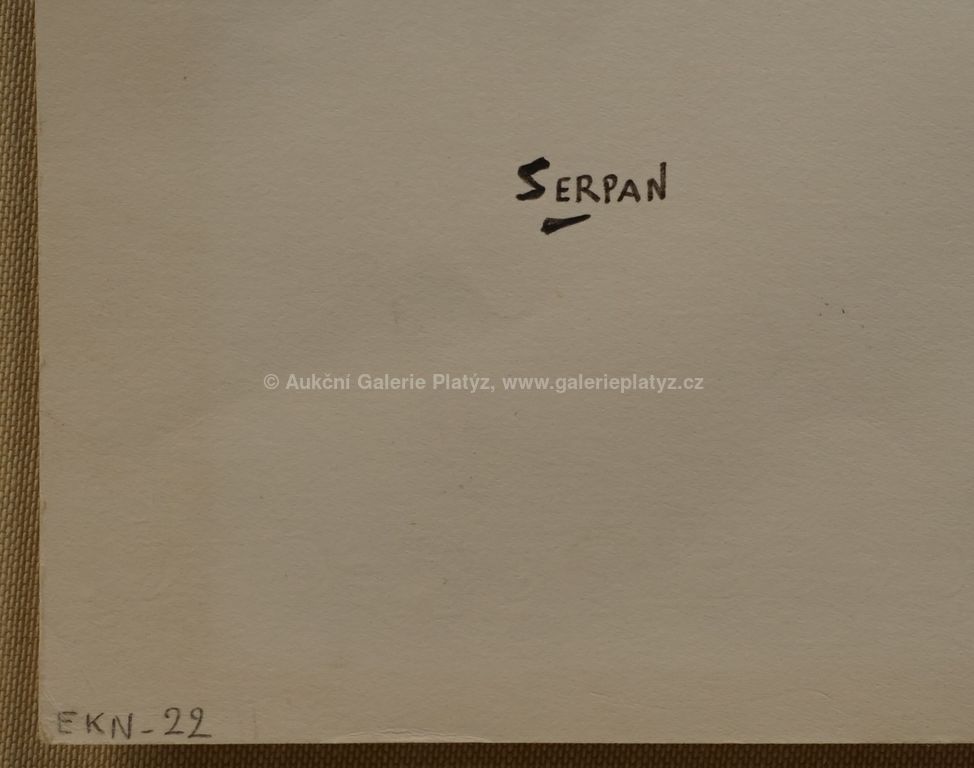 SERPAN
© Aukční Galerie Platýz, www.galerieplatyz.cz
EKN-22